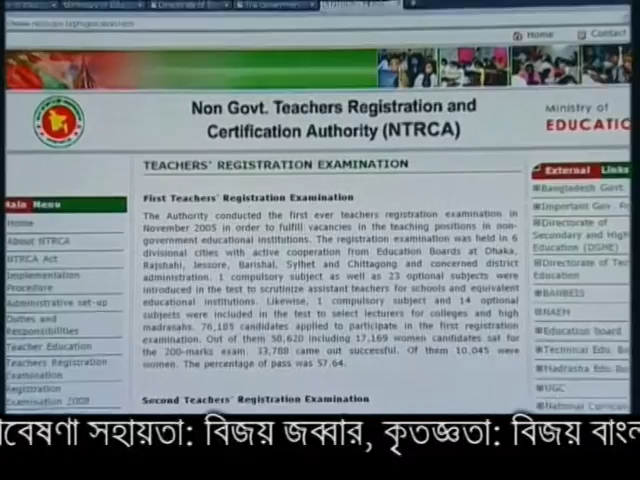 Home
Contact
Non Govt. Teachers Registration and
Certification Authority (NTRCA)
Ministry of
EDUCATIO
TEACHERS' REGISTRATION EXAMINATION
First Teachers' Registration Examination
The Authority conducted the first ever teachers registration examination in
November 2005 in order to fulfill vacancies in the teaching positions in non-
government educational institutions. The registration examination was held in 6
divisional cities with active cooperation from Education Boards at Dhaka,
Rajshahi, Jessore, Barishal, Sylhet and Chittagong and concerned district
administration. 1 compulsory subject as well as 23 optional subjects were
introduced in the test to scrutinize assistant teachers for schools and equivalent
educational institutions. Likewise, 1 compulsory subject and 14 optional
subjects were included in the test to select lecturers for colleges and high
madrasahs. 76,185 candidates applied to participate in the first registration
examination. Out of them 58,620 including 17,169 women candidates sat for
the 200-marks exam. 33,788 came out successful. Of them 10,045 were
women. The percentage of pass was 57.64.
Second Teachers' Registration Examination
Main Menu
Home
About NTRCA
NTRCA Act
Implementation
Procedure
Administrative set-up
Duties and
Responsibilities
Teacher Education
Teachers Registration
Examination
Registration
Examination 2008
External Links
Bangladesh Govt.
Important Gov.
Directorate of
Secondary and High
Education (DSHE)
Directorate of Tec
Education
BANBEIS
NAEM
Education Board
Technical Edu. Bo
Madrasha Edu. Bo
UGC
National Curricu
বেষণা সহায়তা: বিজয় জব্বার, কৃতজ্ঞতা: বিজয় বাংল